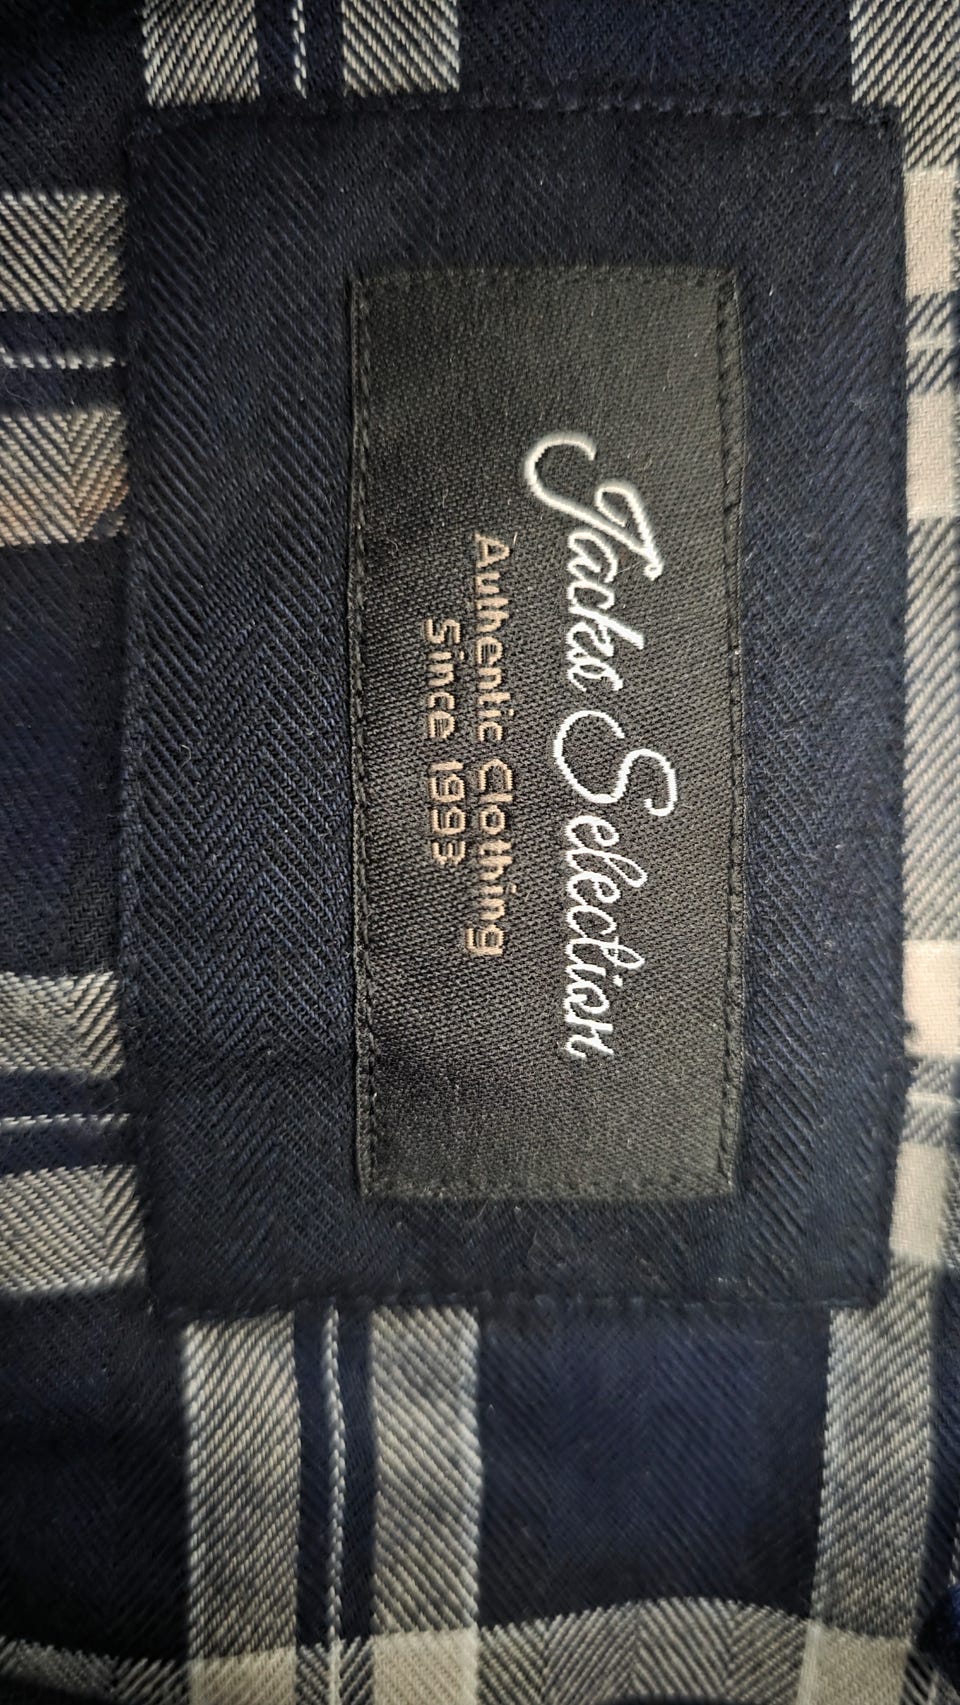 Jacks Selection
Authentic Clothing
Since 1993